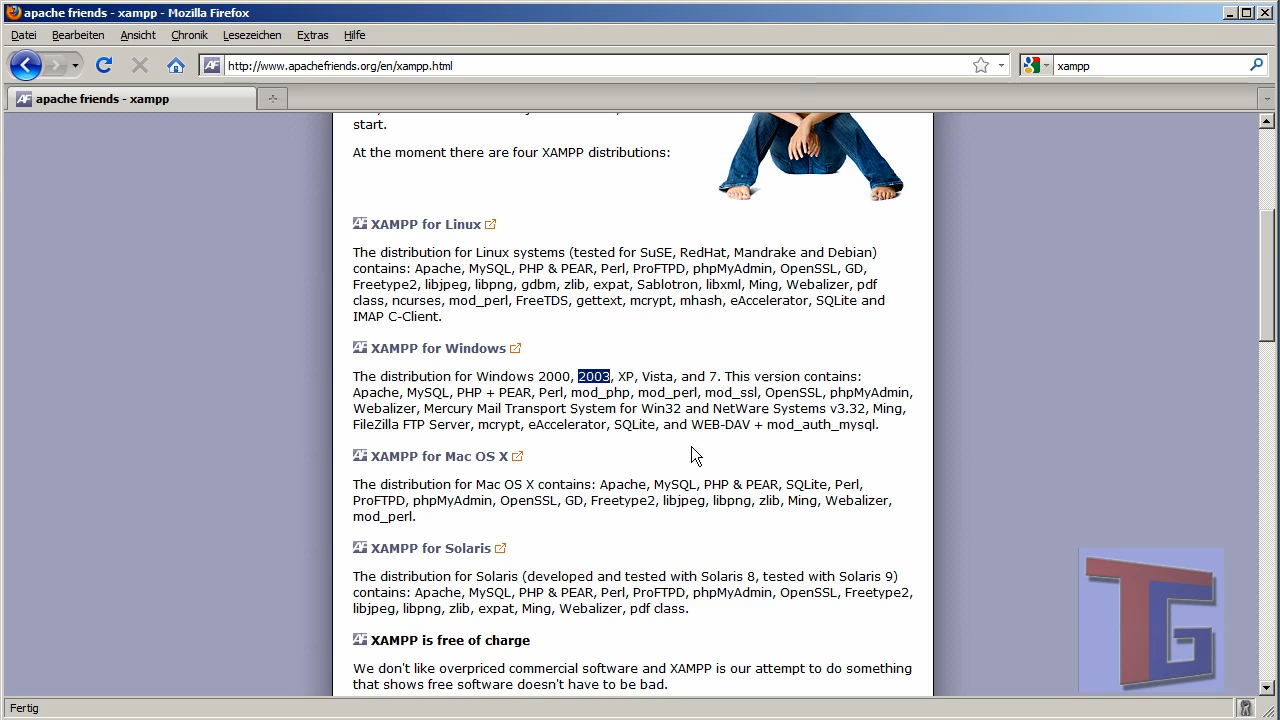 apache friends - xampp - Mozilla Firefox
Datei Bearbeiten Ansicht Chronik Lesezeichen Extras Hilfe
AF http://www.apachefriends.org/en/xampp.html xampp
AF apache friends - xampp
start.
At the moment there are four XAMPP distributions:
AF XAMPP for Linux
The distribution for Linux systems (tested for SuSE, RedHat, Mandrake and Debian)
contains: Apache, MySQL, PHP & PEAR, Perl, ProFTPD, phpMyAdmin, OpenSSL, GD,
Freetype2, libjpeg, libpng, gdbm, zlib, expat, Sablotron, libxml, Ming, Webalizer, pdf
class, ncurses, mod_perl, FreeTDS, gettext, mcrypt, mhash, eAccelerator, SQLite and
IMAP C-Client.
AF XAMPP for Windows
The distribution for Windows 2000, 2003, XP, Vista, and 7. This version contains:
Apache, MySQL, PHP + PEAR, Perl, mod_php, mod_perl, mod_ssl, OpenSSL, phpMyAdmin,
Webalizer, Mercury Mail Transport System for Win32 and NetWare Systems v3.32, Ming,
FileZilla FTP Server, mcrypt, eAccelerator, SQLite, and WEB-DAV + mod_auth_mysql.
AF XAMPP for Mac OS X
The distribution for Mac OS X contains: Apache, MySQL, PHP & PEAR, SQLite, Perl,
ProFTPD, phpMyAdmin, OpenSSL, GD, Freetype2, libjpeg, libpng, zlib, Ming, Webalizer,
mod_perl.
AF XAMPP for Solaris
The distribution for Solaris (developed and tested with Solaris 8, tested with Solaris 9)
contains: Apache, MySQL, PHP & PEAR, Perl, ProFTPD, phpMyAdmin, OpenSSL, Freetype2,
libjpeg, libpng, zlib, expat, Ming, Webalizer, pdf class.
AF XAMPP is free of charge
We don't like overpriced commercial software and XAMPP is our attempt to do something
that shows free software doesn't have to be bad.
TG
Fertig